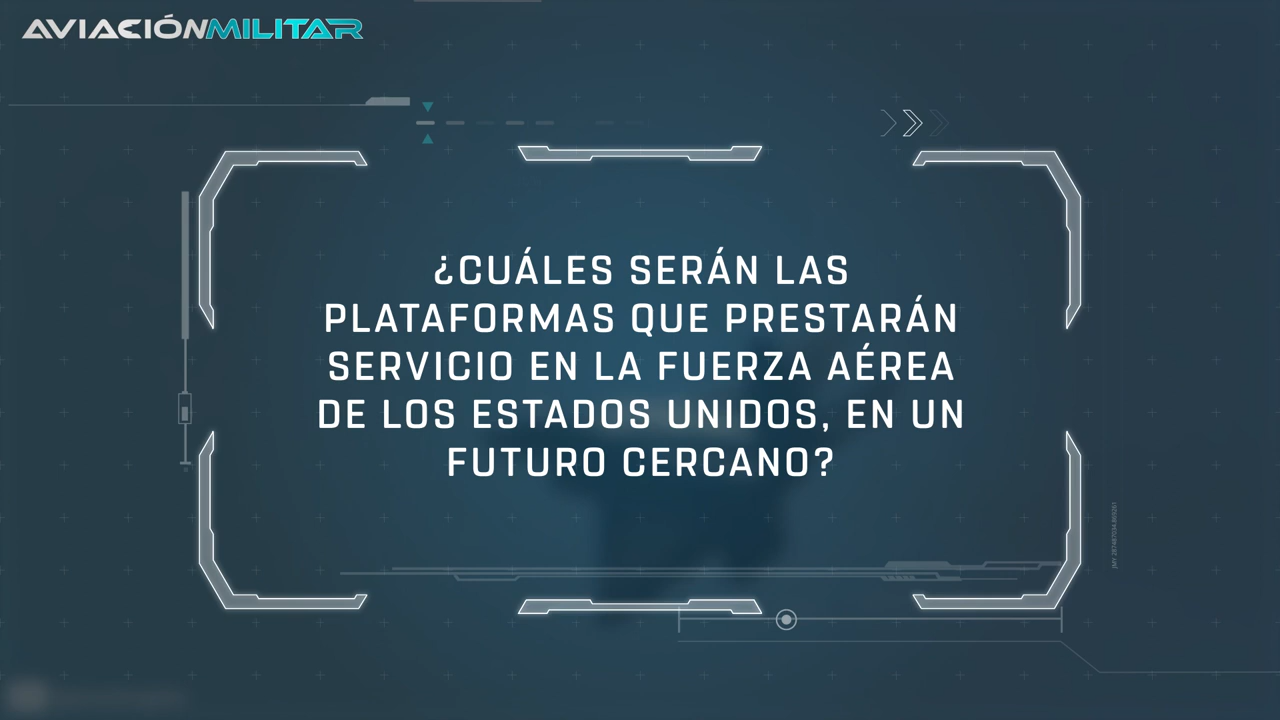 AVIACIÓNMILITAR
¿CUÁLES SERÁN LAS
PLATAFORMAS QUE PRESTARÁN
SERVICIO EN LA FUERZA AÉREA
DE LOS ESTADOS UNIDOS, EN UN
FUTURO CERCANO?